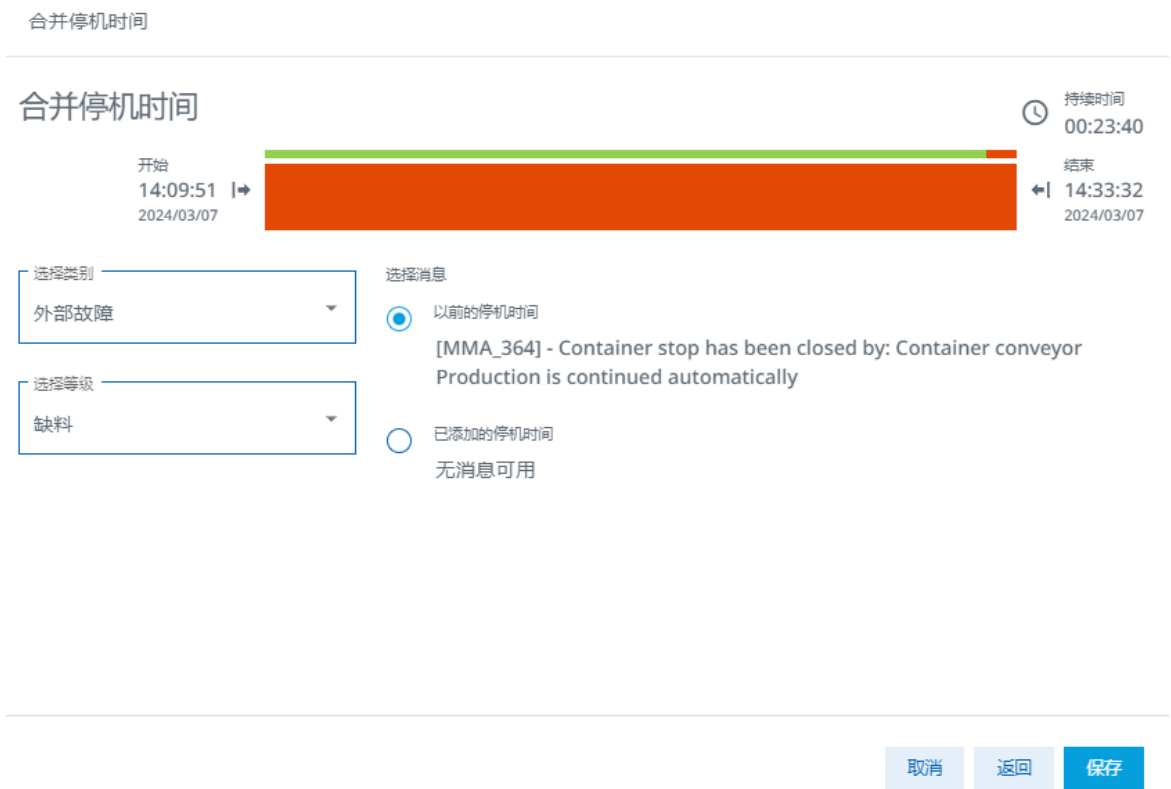 合并停机时间
合并停机时间
持续时间
00:23:40
开始
14:09:51
2024/03/07
结束
14:33:32
2024/03/07
选择类别
外部故障
选择等级
缺料
选择消息
以前的停机时间
[MMA_364] - Container stop has been closed by: Container conveyor
Production is continued automatically
已添加的停机时间
无消息可用
取消
返回
保存